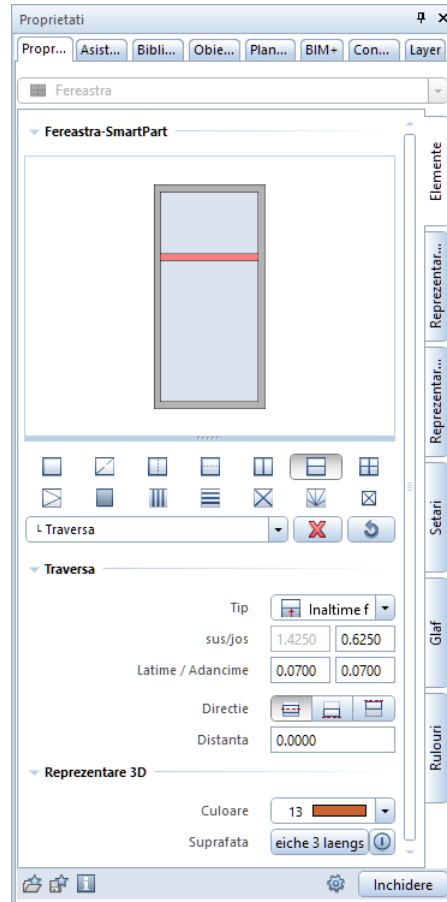 Proprietati
Propr... Asist... Bibli... Obie... Plan... BIM+ Con... Layer
Fereastra
Fereastra-SmartPart
Elemente
Reprezentar...
Reprezentar...
Setari
Glaf
Rulouri
Traversa
Traversa
Tip Inaltime f
sus/jos 1.4250 0.6250
Latime / Adancime 0.0700 0.0700
Directie
Distanta 0.0000
Reprezentare 3D
Culoare 13
Suprafata eiche 3 laengs
Inchidere